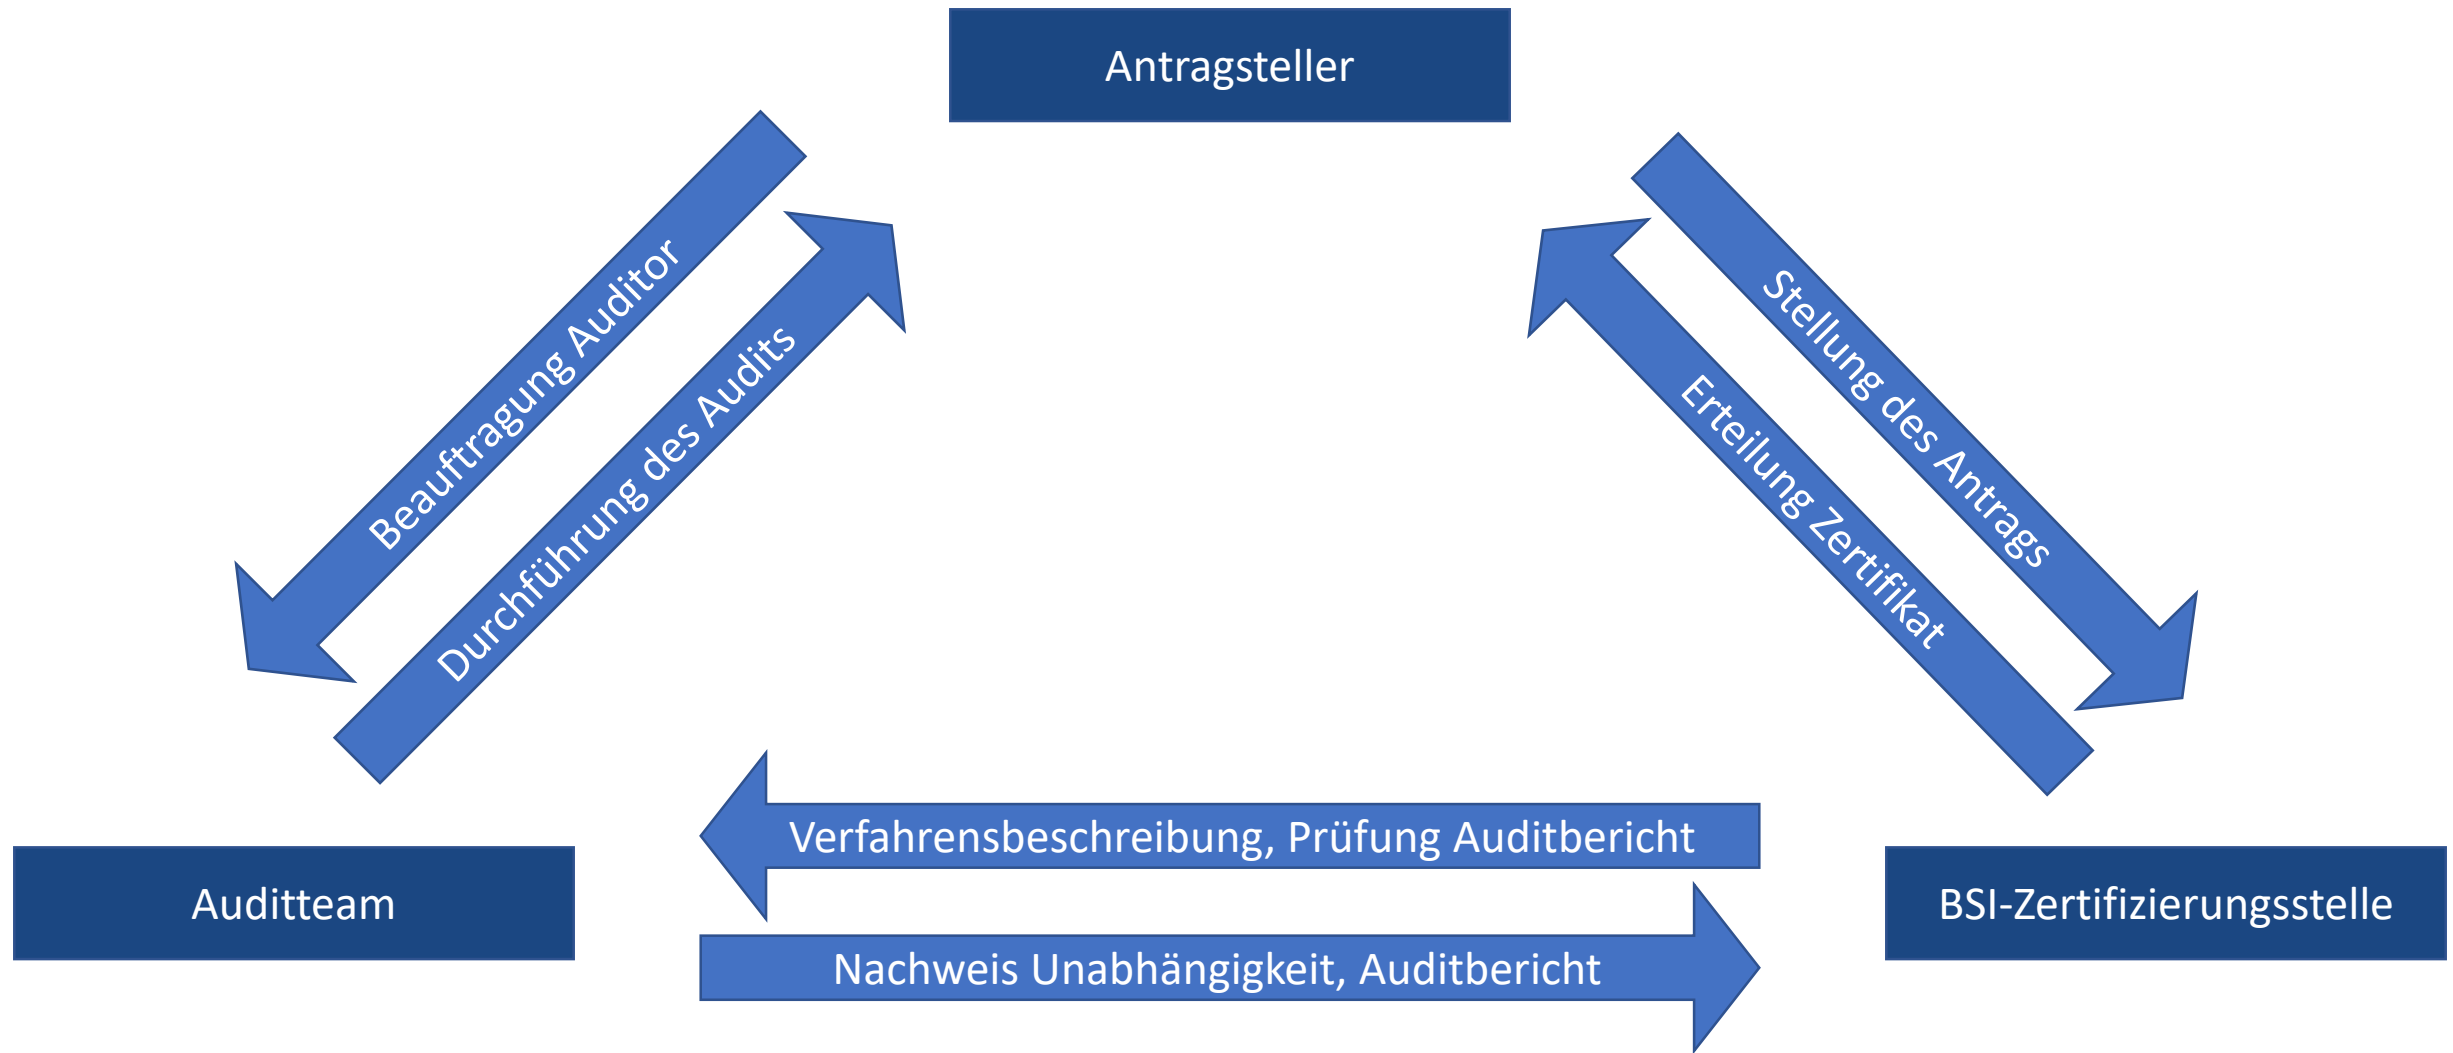 Antragsteller
Beauftragung Auditor
Durchführung des Audits
Stellung des Antrags
Erteilung Zertifikat
Verfahrensbeschreibung, Prüfung Auditbericht
Nachweis Unabhängigkeit, Auditbericht
Auditteam
BSI-Zertifizierungsstelle